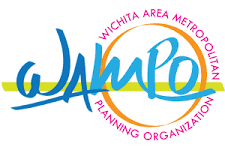 WICHITA AREA METROPOLITAN
WAMPO
PLANNING ORGANIZATION